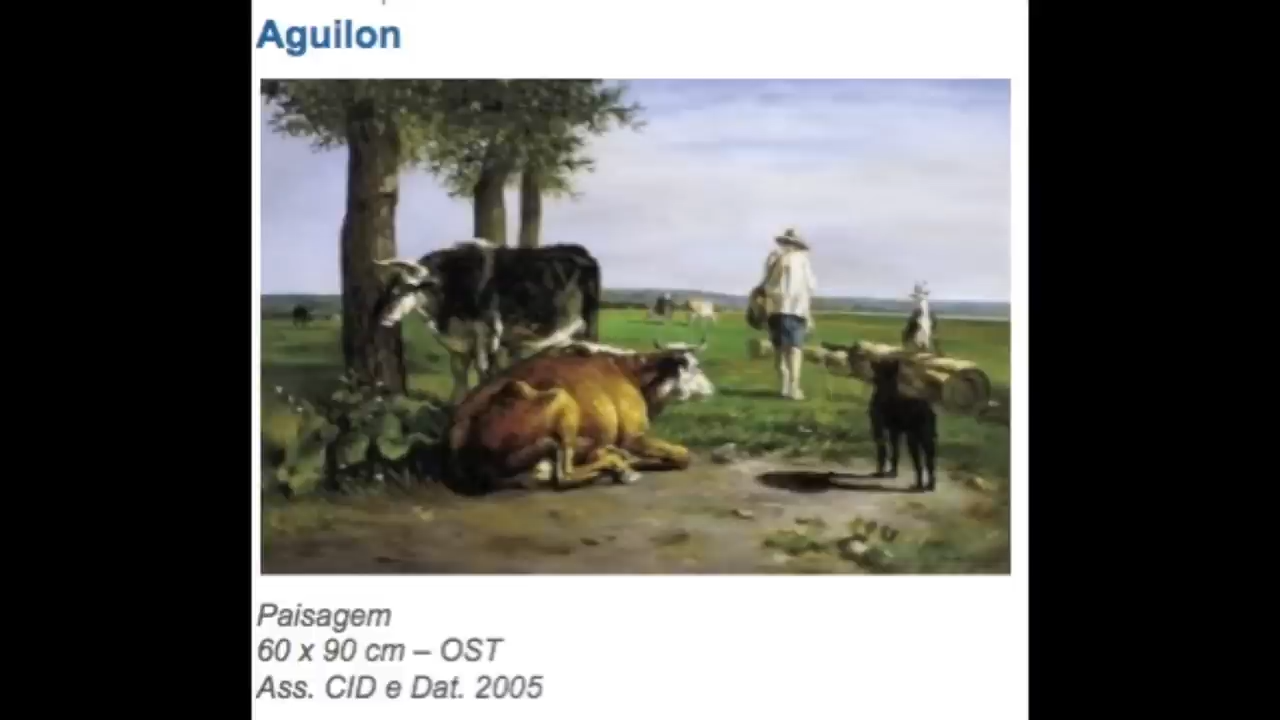 Aguilon
Paisagem
60 x 90 cm – OST
Ass. CID e Dat. 2005